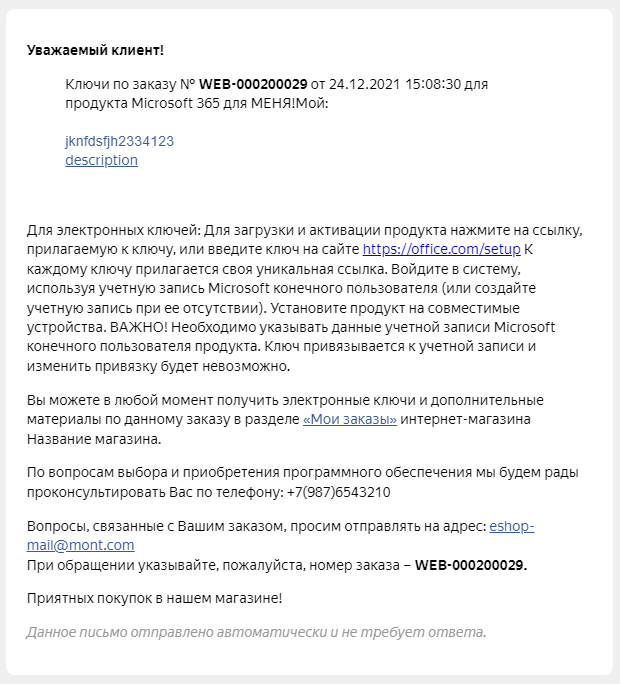 Уважаемый клиент!
Ключи по заказу № WEB-000200029 от 24.12.2021 15:08:30 для
продукта Microsoft 365 для МЕНЯ!Мой:
jknfdsfjh2334123
description
Для электронных ключей: Для загрузки и активации продукта нажмите на ссылку,
прилагаемую к ключу, или введите ключ на сайте https://office.com/setup К
каждому ключу прилагается своя уникальная ссылка. Войдите в систему,
используя учетную запись Microsoft конечного пользователя (или создайте
учетную запись при ее отсутствии). Установите продукт на совместимые
устройства. ВАЖНО! Необходимо указывать данные учетной записи Microsoft
конечного пользователя продукта. Ключ привязывается к учетной записи и
изменить привязку будет невозможно.
Вы можете в любой момент получить электронные ключи и дополнительные
материалы по данному заказу в разделе «Мои заказы» интернет-магазина
Название магазина.
По вопросам выбора и приобретения программного обеспечения мы будем рады
проконсультировать Вас по телефону: +7(987)6543210
Вопросы, связанные с Вашим заказом, просим отправлять на адрес: eshop-
mail@mont.com
При обращении указывайте, пожалуйста, номер заказа – WEB-000200029.
Приятных покупок в нашем магазине!
Данное письмо отправлено автоматически и не требует ответа.